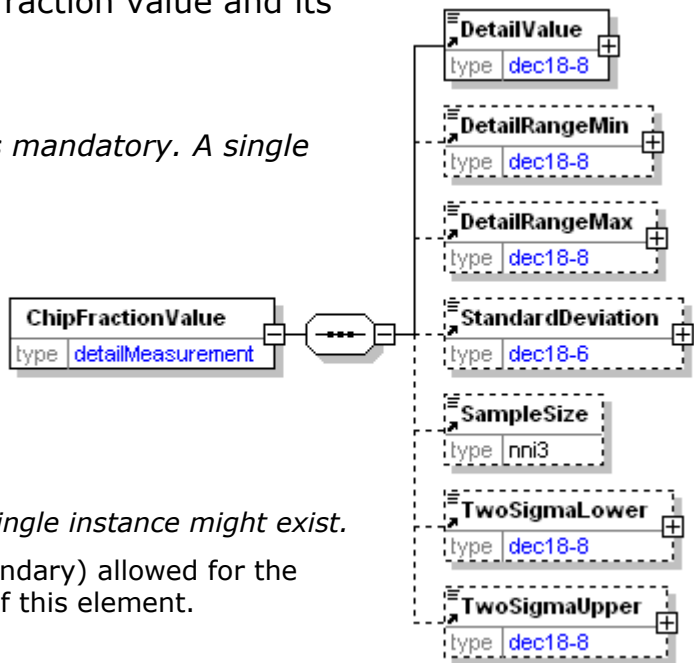 raction value and its
s mandatory. A single
ingle instance might exist.
ndary) allowed for the
f this element.
ChipFractionValue
type detailMeasurement
DetailValue
type dec18-8
DetailRangeMin
type dec18-8
DetailRangeMax
type dec18-8
StandardDeviation
type dec18-6
SampleSize
type nni3
TwoSigmaLower
type dec18-8
TwoSigmaUpper
type dec18-8